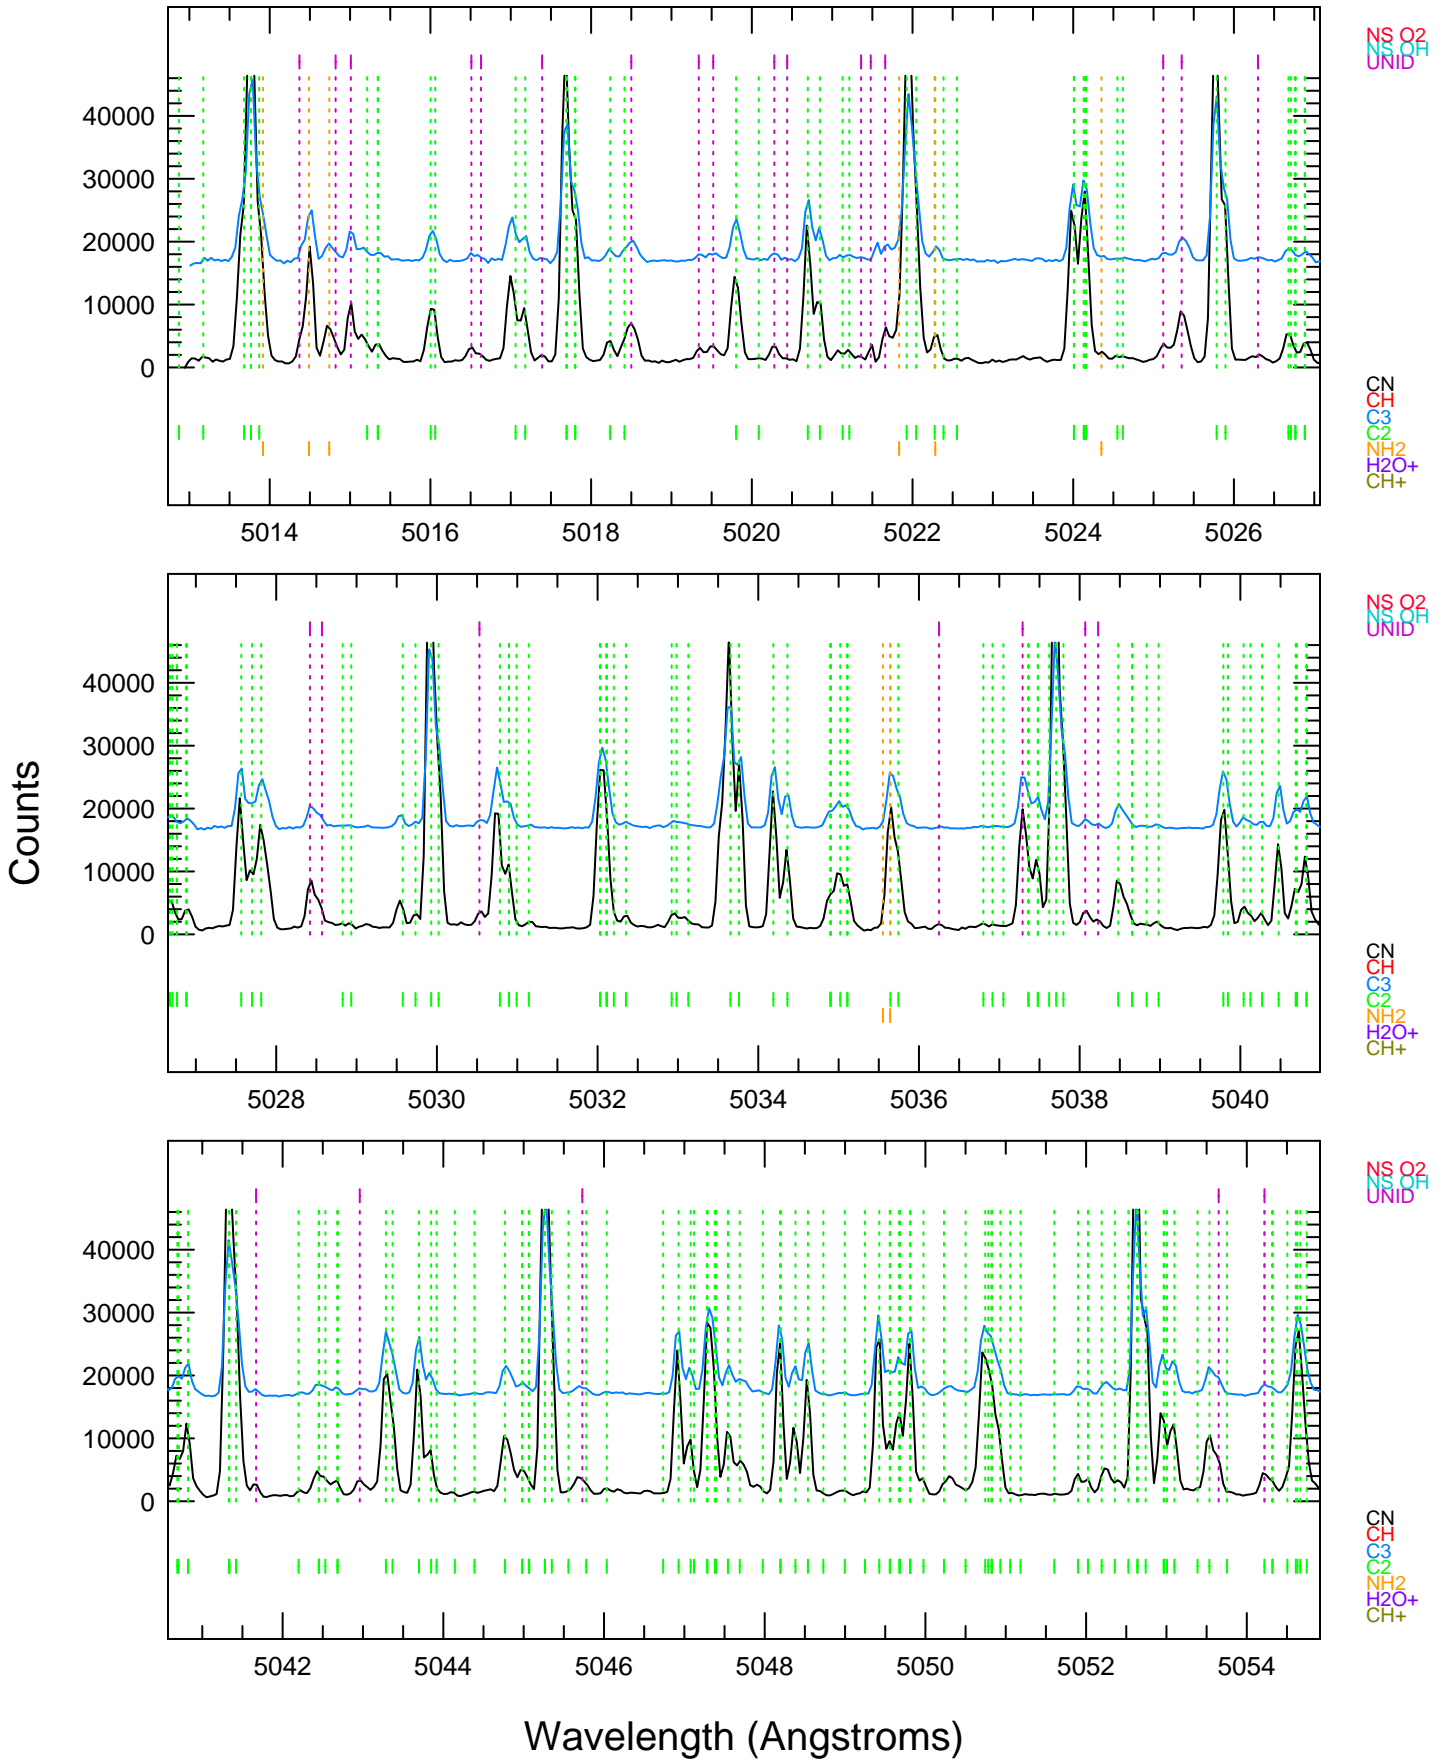 NS O2
NS OH
UNID
40000
30000
20000
10000
0
CN
CH
C3
C2
NH2
H2O+
CH+
5014 5016 5018 5020 5022 5024 5026
NS O2
NS OH
UNID
40000
30000
20000
10000
0
CN
CH
C3
C2
NH2
H2O+
CH+
5028 5030 5032 5034 5036 5038 5040
Counts
NS O2
NS OH
UNID
40000
30000
20000
10000
0
CN
CH
C3
C2
NH2
H2O+
CH+
5042 5044 5046 5048 5050 5052 5054
Wavelength (Angstroms)